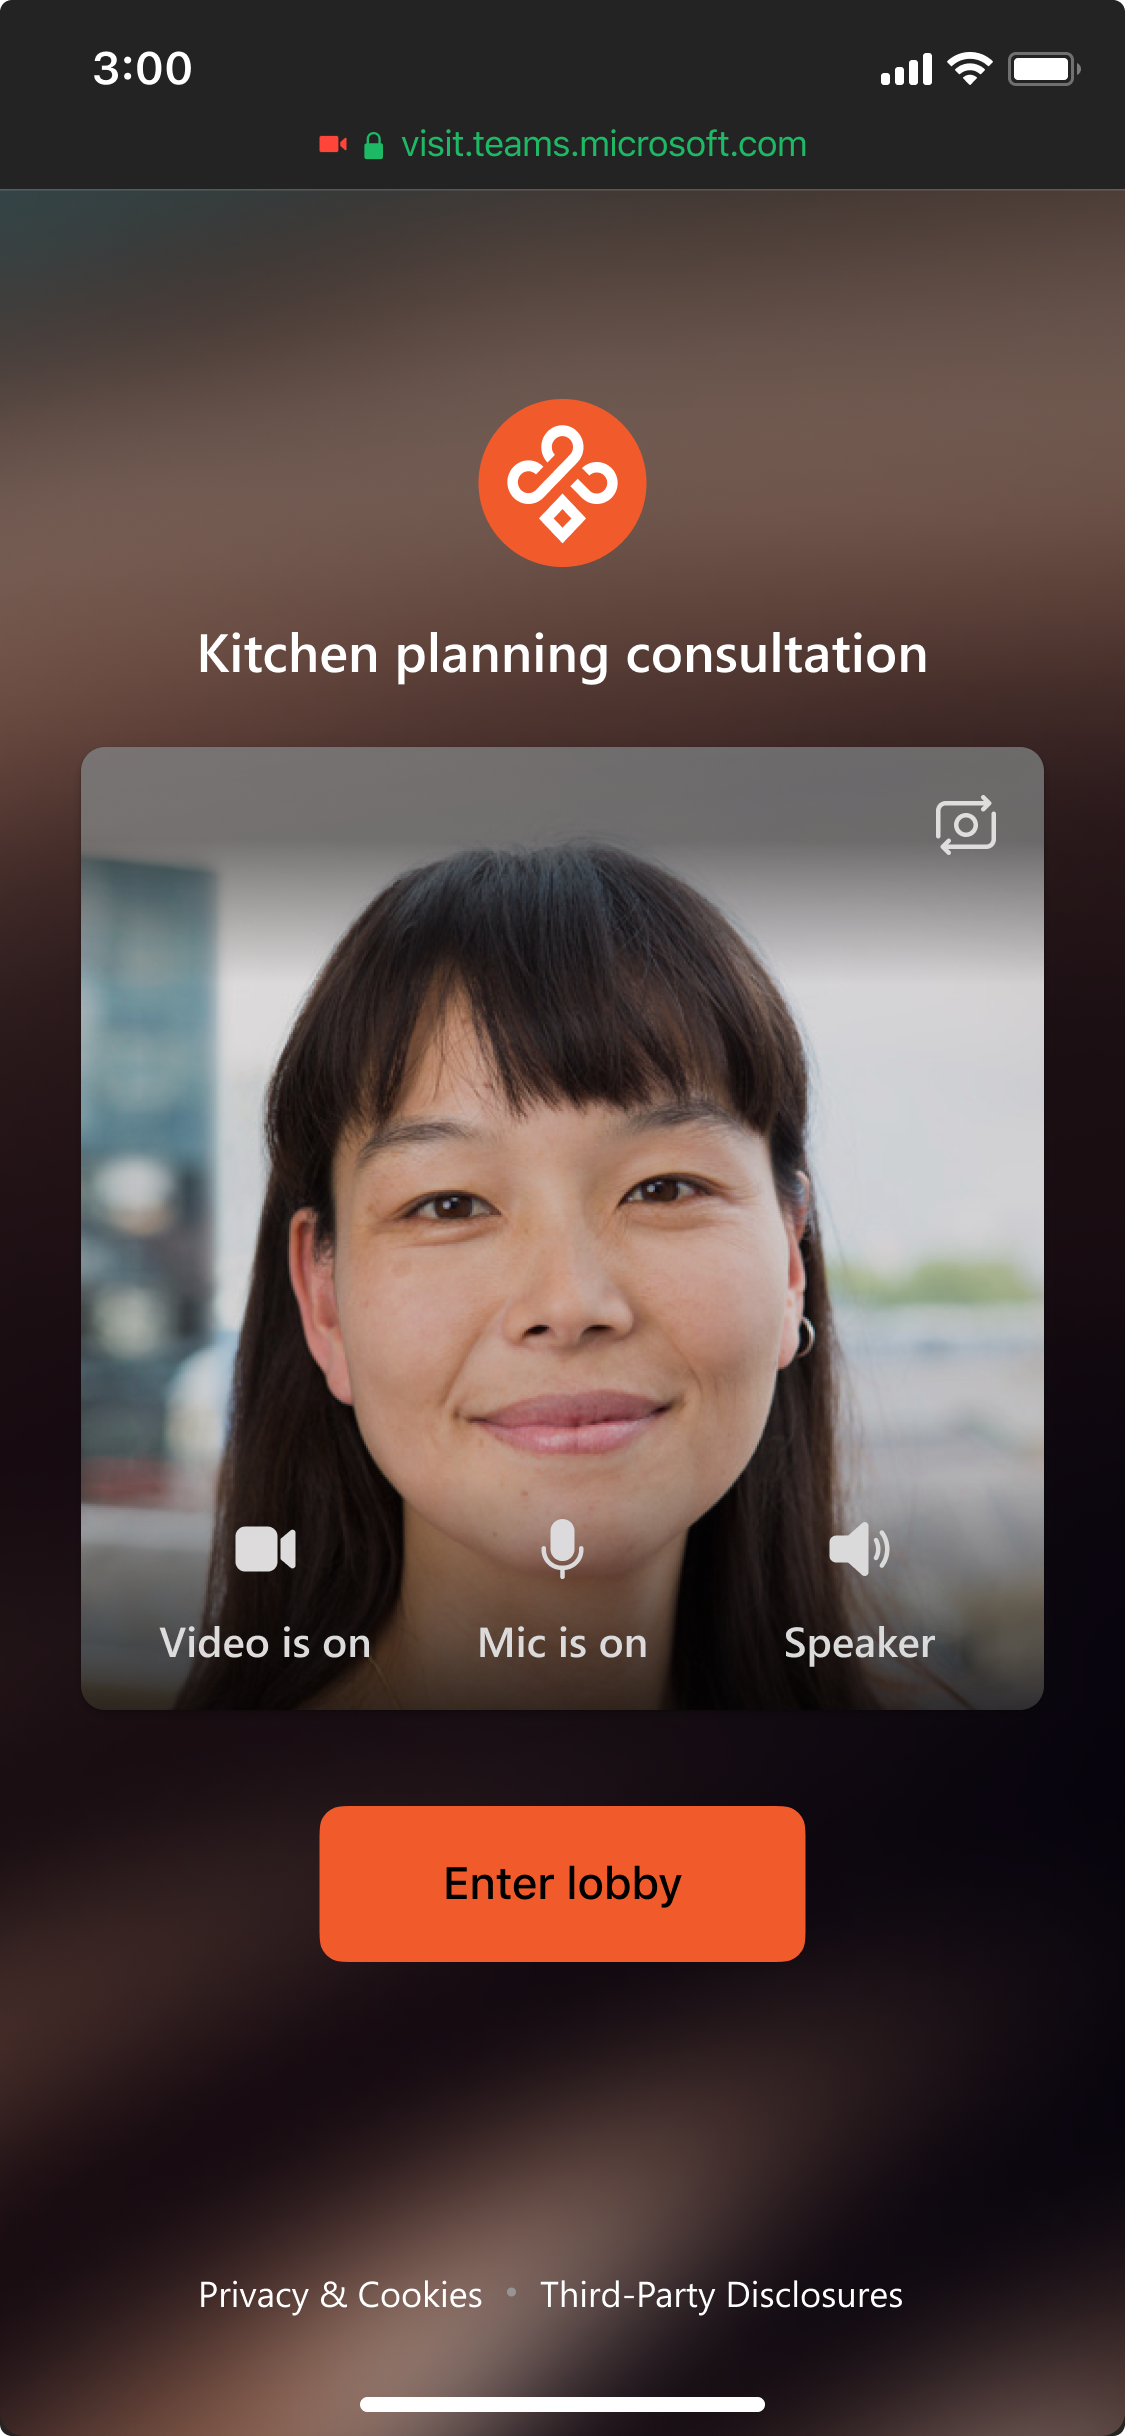 3:00
visit.teams.microsoft.com
Kitchen planning consultation
Video is on
Mic is on
Speaker
Enter lobby
Privacy & Cookies • Third-Party Disclosures